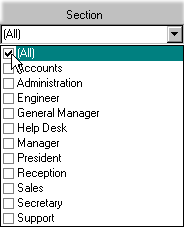 Section
(All)
(All)
Accounts
Administration
Engineer
General Manager
Help Desk
Manager
President
Reception
Sales
Secretary
Support